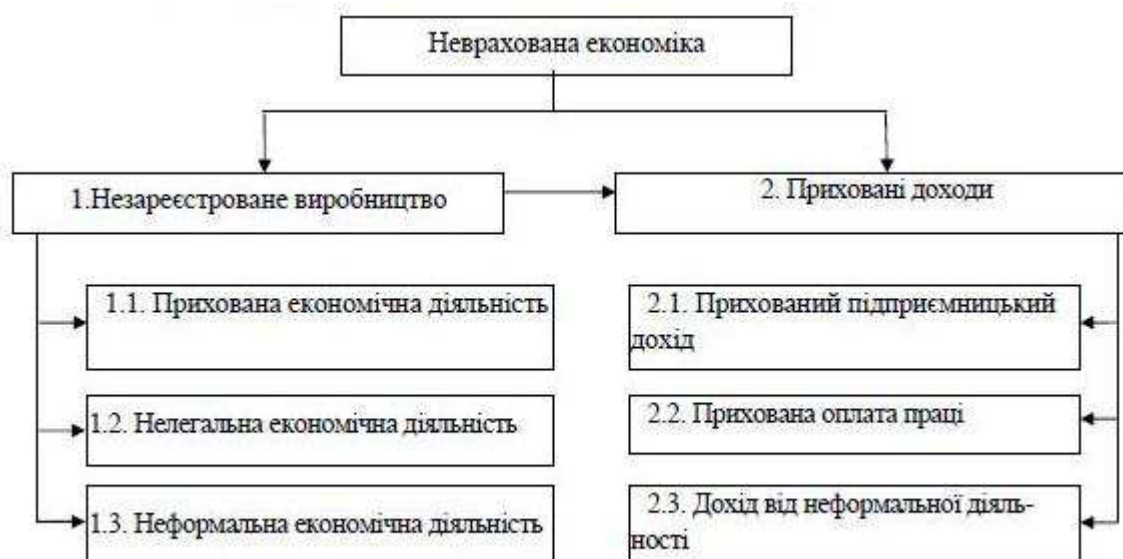 Неврахована економіка
1.Незареєстроване виробництво
2. Приховані доходи
1.1. Прихована економічна діяльність
1.2. Нелегальна економічна діяльність
1.3. Неформальна економічна діяльність
2.1. Прихований підприємницький
дохід
2.2. Прихована оплата праці
2.3. Дохід від неформальної діяль-
ності